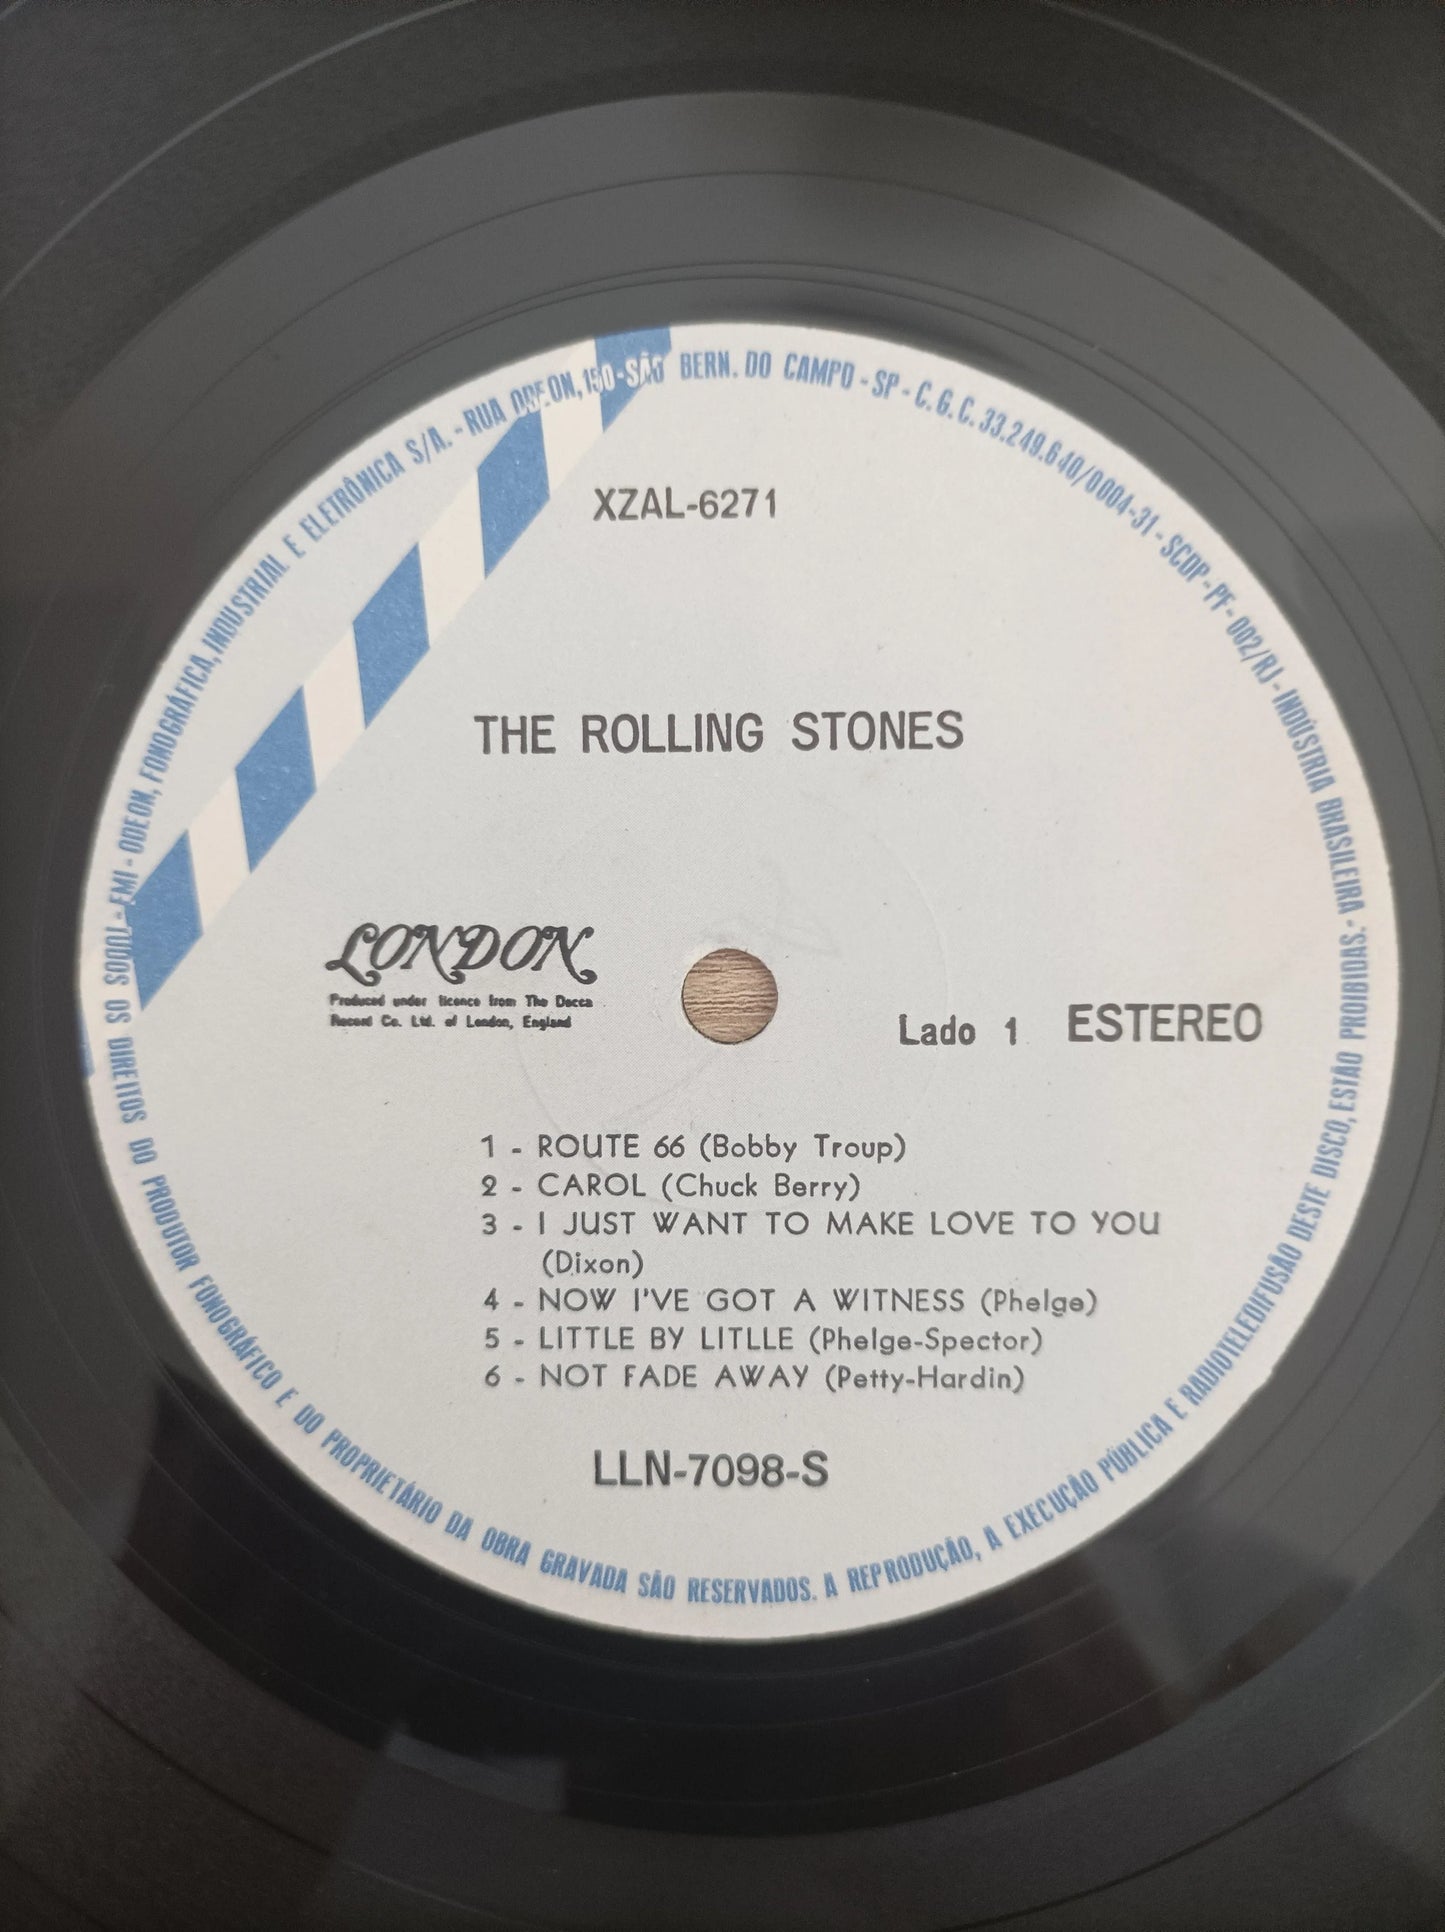 EMI - ODEON, FONOGRÁFICA, INDUSTRIAL E ELETRÔNICA S/A. - RUA ODEON, 150 - SÃO BERN. DO CAMPO - SP - C.G.C. 33.249.640/0004-31 - SCDP - PF - 002/RJ - INDÚSTRIA BRASILEIRA -
XZAL-6271
THE ROLLING STONES
LONDON
Produced under licence from The Decca
Record Co. Ltd. of London, England
Lado 1 ESTEREO
1 - ROUTE 66 (Bobby Troup)
2 - CAROL (Chuck Berry)
3 - I JUST WANT TO MAKE LOVE TO YOU
(Dixon)
4 - NOW I'VE GOT A WITNESS (Phelge)
5 - LITTLE BY LITLLE (Phelge-Spector)
6 - NOT FADE AWAY (Petty-Hardin)
LLN-7098-S
TODOS OS DIREITOS DO PRODUTOR FONOGRÁFICO E DO PROPRIETÁRIO DA OBRA GRAVADA SÃO RESERVADOS. A REPRODUÇÃO, A EXECUÇÃO PÚBLICA E RADIOTELEDIFUSÃO DESTE DISCO, ESTÃO PROIBIDAS.